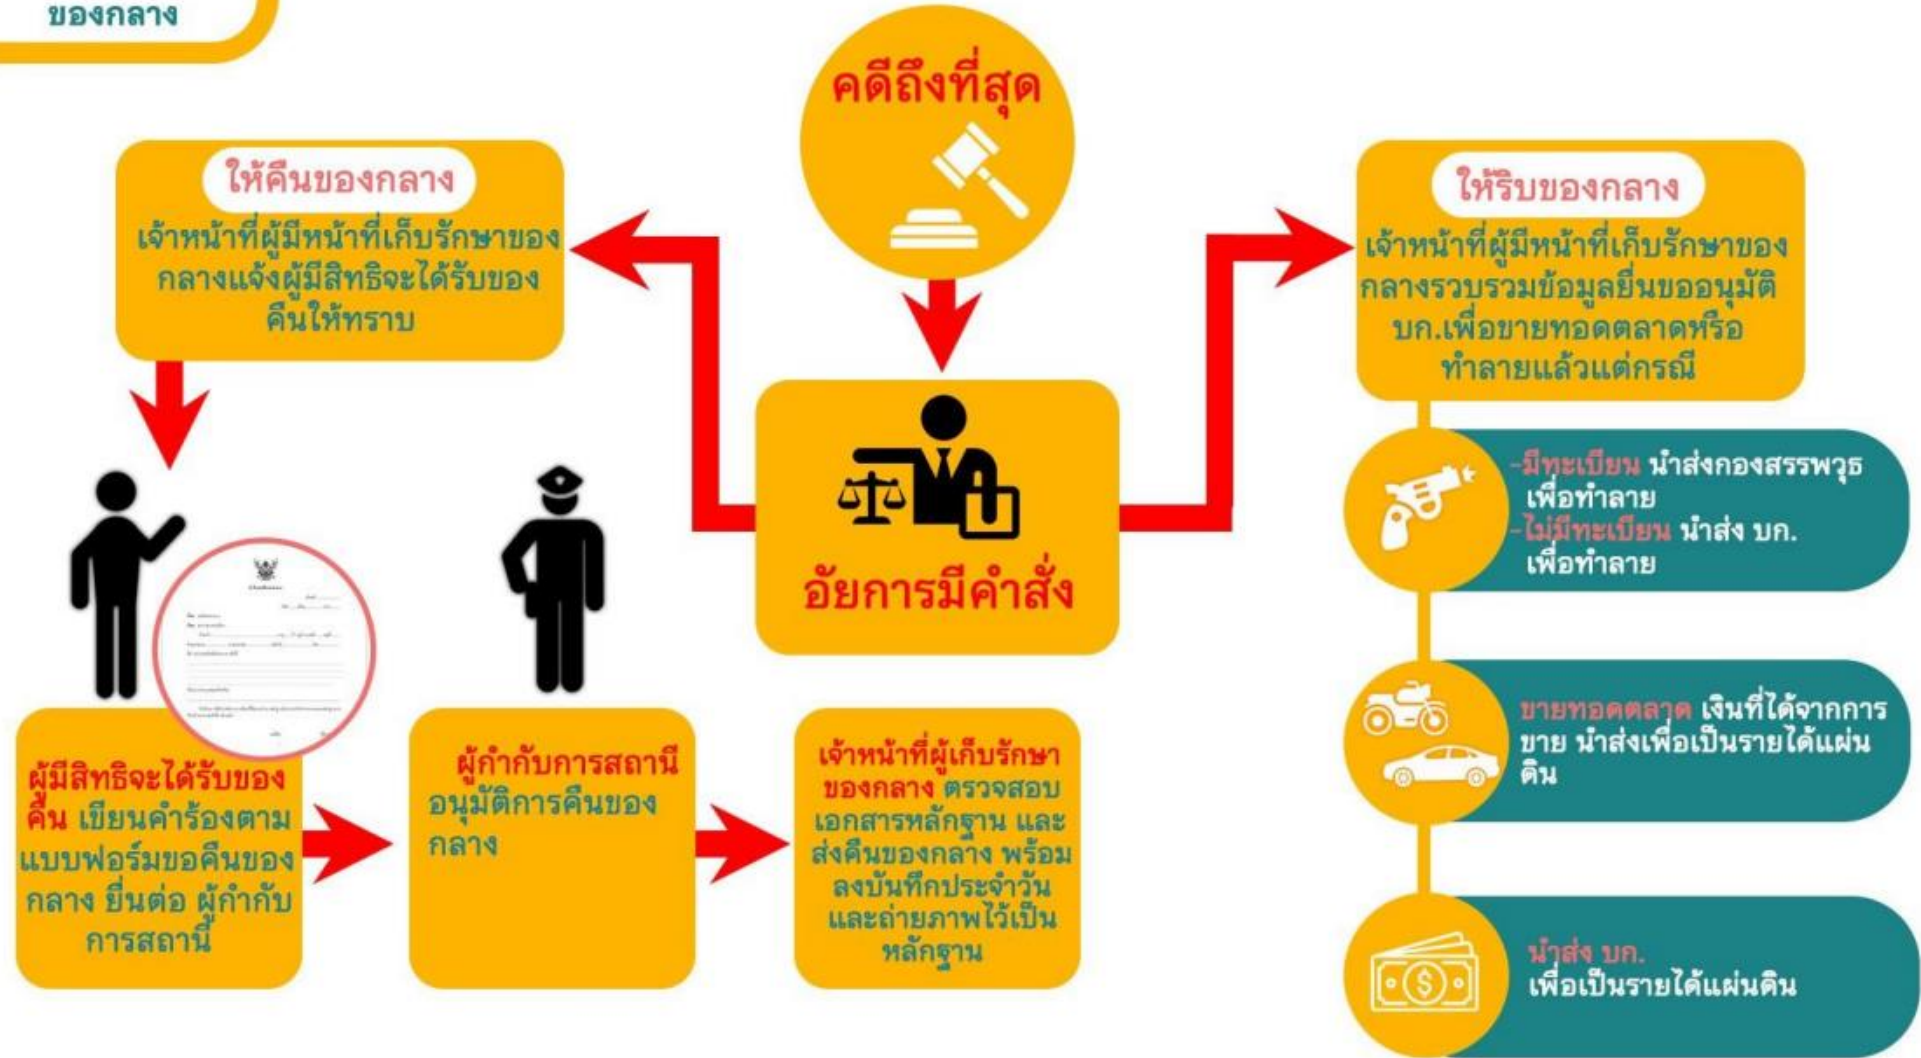 ของกลาง
คดีถึงที่สุด
ให้คืนของกลาง
เจ้าหน้าที่ผู้มีหน้าที่เก็บรักษาของ
กลางแจ้งผู้มีสิทธิจะได้รับของ
คืนให้ทราบ
ให้ริบของกลาง
เจ้าหน้าที่ผู้มีหน้าที่เก็บรักษาของ
กลางรวบรวมข้อมูลยื่นขออนุมัติ
บก.เพื่อขายทอดตลาดหรือ
ทำลายแล้วแต่กรณี
อัยการมีคำสั่ง
-มีทะเบียน นำส่งกองสรรพวุธ
เพื่อทำลาย
-ไม่มีทะเบียน นำส่ง บก.
เพื่อทำลาย
ขายทอดตลาด เงินที่ได้จากการ
ขาย นำส่งเพื่อเป็นรายได้แผ่น
ดิน
นำส่ง บก.
เพื่อเป็นรายได้แผ่นดิน
ผู้มีสิทธิจะได้รับของ
คืน เขียนคำร้องตาม
แบบฟอร์มขอคืนของ
กลาง ยื่นต่อ ผู้กำกับ
การสถานี
ผู้กำกับการสถานี
อนุมัติการคืนของ
กลาง
เจ้าหน้าที่ผู้เก็บรักษา
ของกลาง ตรวจสอบ
เอกสารหลักฐาน และ
ส่งคืนของกลาง พร้อม
ลงบันทึกประจำวัน
และถ่ายภาพไว้เป็น
หลักฐาน